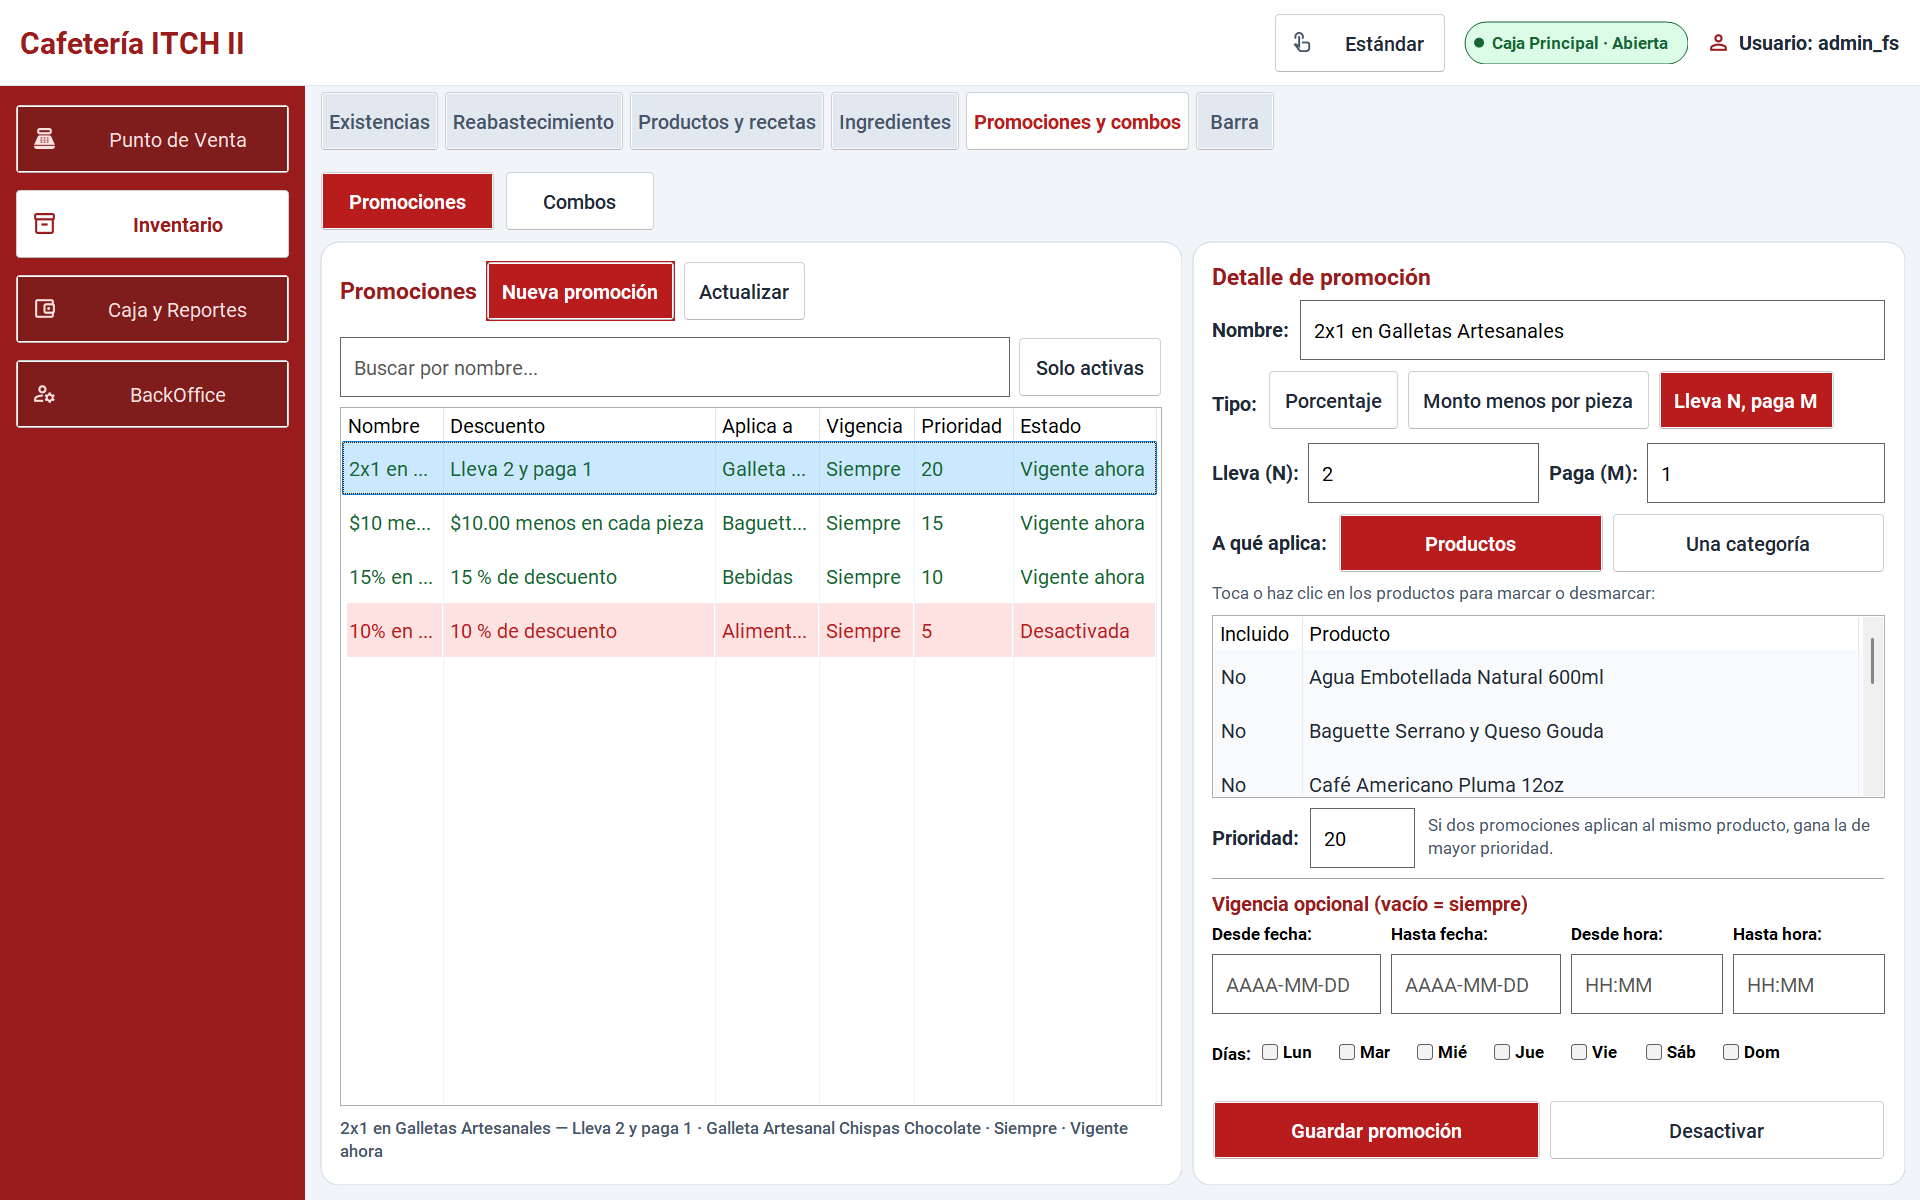 Cafetería ITCH II
Estándar
Caja Principal · Abierta
Usuario: admin_fs
Punto de Venta
Inventario
Caja y Reportes
BackOffice
Existencias Reabastecimiento Productos y recetas Ingredientes Promociones y combos Barra
Promociones Combos
Promociones Nueva promoción Actualizar
Buscar por nombre... Solo activas
Nombre Descuento Aplica a Vigencia Prioridad Estado
2x1 en ... Lleva 2 y paga 1 Galleta ... Siempre 20 Vigente ahora
$10 me... $10.00 menos en cada pieza Baguett... Siempre 15 Vigente ahora
15% en ... 15 % de descuento Bebidas Siempre 10 Vigente ahora
10% en ... 10 % de descuento Aliment... Siempre 5 Desactivada
2x1 en Galletas Artesanales — Lleva 2 y paga 1 · Galleta Artesanal Chispas Chocolate · Siempre · Vigente
ahora
Detalle de promoción
Nombre: 2x1 en Galletas Artesanales
Tipo: Porcentaje Monto menos por pieza Lleva N, paga M
Lleva (N): 2 Paga (M): 1
A qué aplica: Productos Una categoría
Toca o haz clic en los productos para marcar o desmarcar:
Incluido Producto
No Agua Embotellada Natural 600ml
No Baguette Serrano y Queso Gouda
No Café Americano Pluma 12oz
Prioridad: 20 Si dos promociones aplican al mismo producto, gana la de
mayor prioridad.
Vigencia opcional (vacío = siempre)
Desde fecha: Hasta fecha: Desde hora: Hasta hora:
AAAA-MM-DD AAAA-MM-DD HH:MM HH:MM
Días: Lun Mar Mié Jue Vie Sáb Dom
Guardar promoción Desactivar